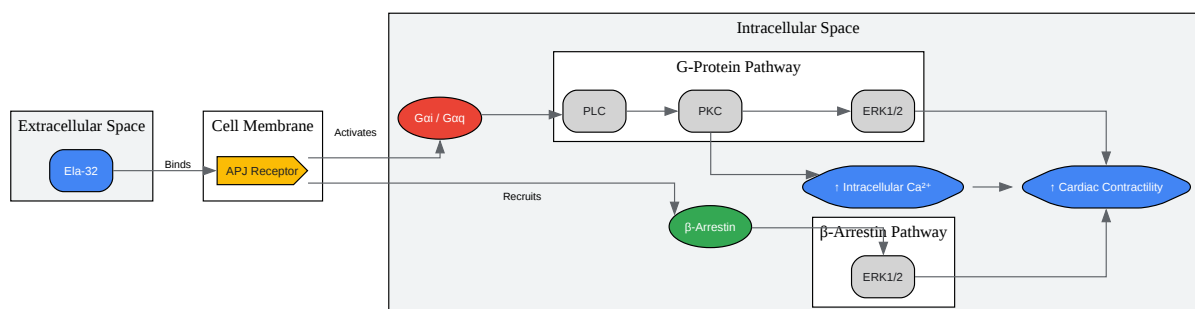 Intracellular Space
G-Protein Pathway
PLC
PKC
ERK1/2
Extracellular Space
Cell Membrane
Activates
Gαi / Gαq
Ela-32
Binds
APJ Receptor
Recruits
↑ Intracellular Ca²⁺
↑ Cardiac Contractility
β-Arrestin
β-Arrestin Pathway
ERK1/2